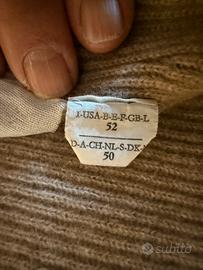 I-USA-B-E-F-GB-L
52
D-A-CH-NL-S-DK-
50
subito